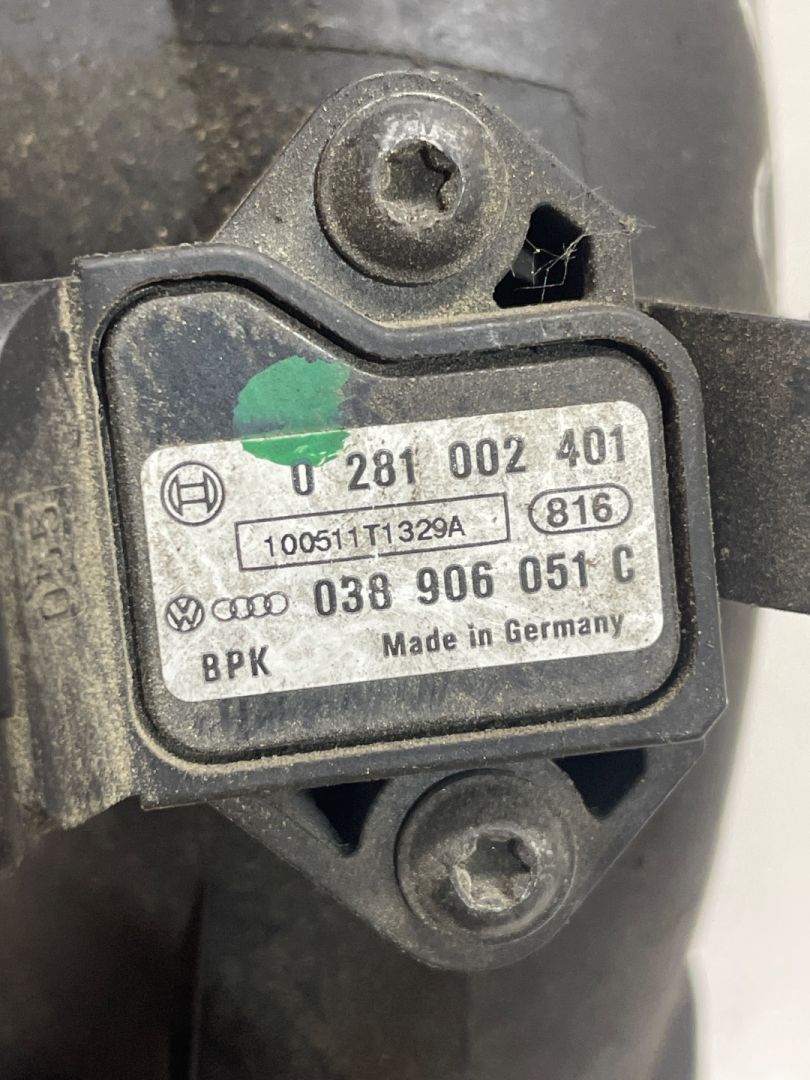 0 281 002 401
100511T1329A
816
038 906 051 C
BPK
Made in Germany